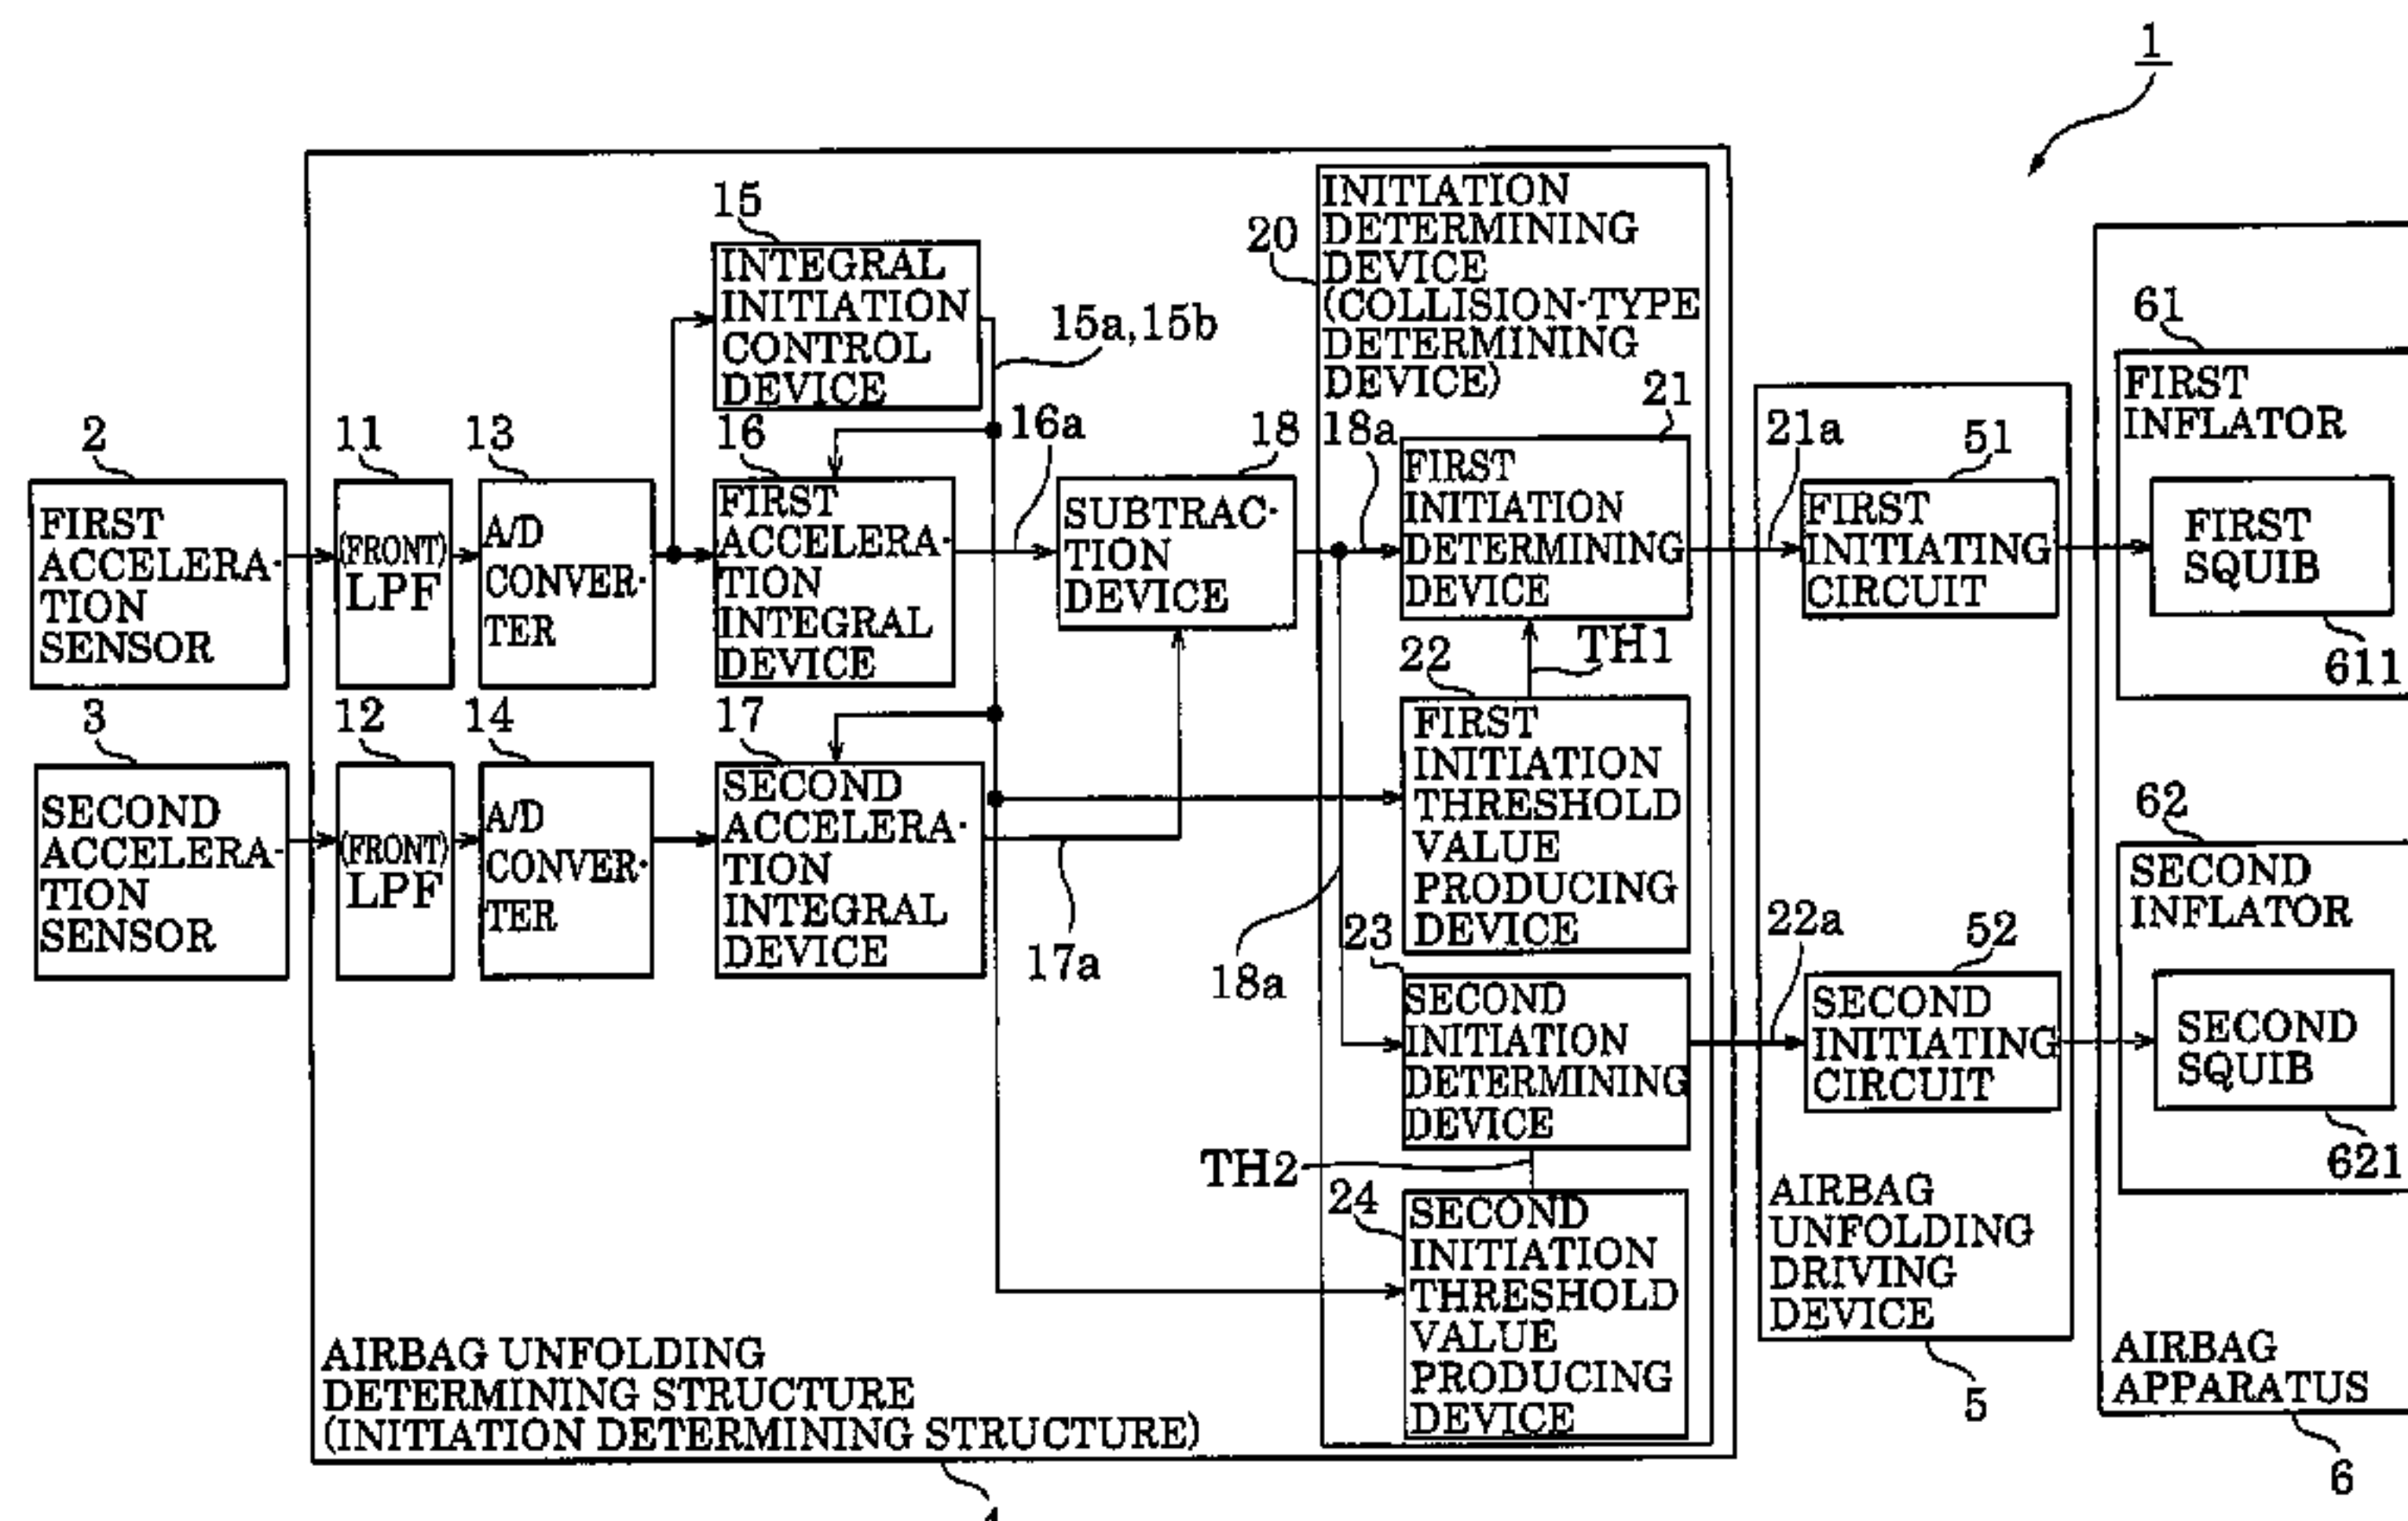 1
15
INTEGRAL
INITIATION
CONTROL
DEVICE
15a,15b
20
INITIATION
DETERMINING
DEVICE
(COLLISION-TYPE
DETERMINING
DEVICE)
2
FIRST
ACCELERA-
TION
SENSOR
11
(FRONT)
LPF
13
A/D
CONVER-
TER
16
FIRST
ACCELERA-
TION
INTEGRAL
DEVICE
16a
18
SUBTRAC-
TION
DEVICE
18a
21
FIRST
INITIATION
DETERMINING
DEVICE
21a
51
FIRST
INITIATING
CIRCUIT
61
FIRST
INFLATOR
FIRST
SQUIB
611
TH1
3
SECOND
ACCELERA-
TION
SENSOR
12
(FRONT)
LPF
14
A/D
CONVER-
TER
17
SECOND
ACCELERA-
TION
INTEGRAL
DEVICE
17a
18a
22
FIRST
INITIATION
THRESHOLD
VALUE
PRODUCING
DEVICE
23
SECOND
INITIATION
DETERMINING
DEVICE
22a
52
SECOND
INITIATING
CIRCUIT
62
SECOND
INFLATOR
SECOND
SQUIB
621
TH2
24
SECOND
INITIATION
THRESHOLD
VALUE
PRODUCING
DEVICE
AIRBAG
UNFOLDING
DRIVING
DEVICE
5
AIRBAG
APPARATUS
6
AIRBAG UNFOLDING
DETERMINING STRUCTURE
(INITIATION DETERMINING STRUCTURE)